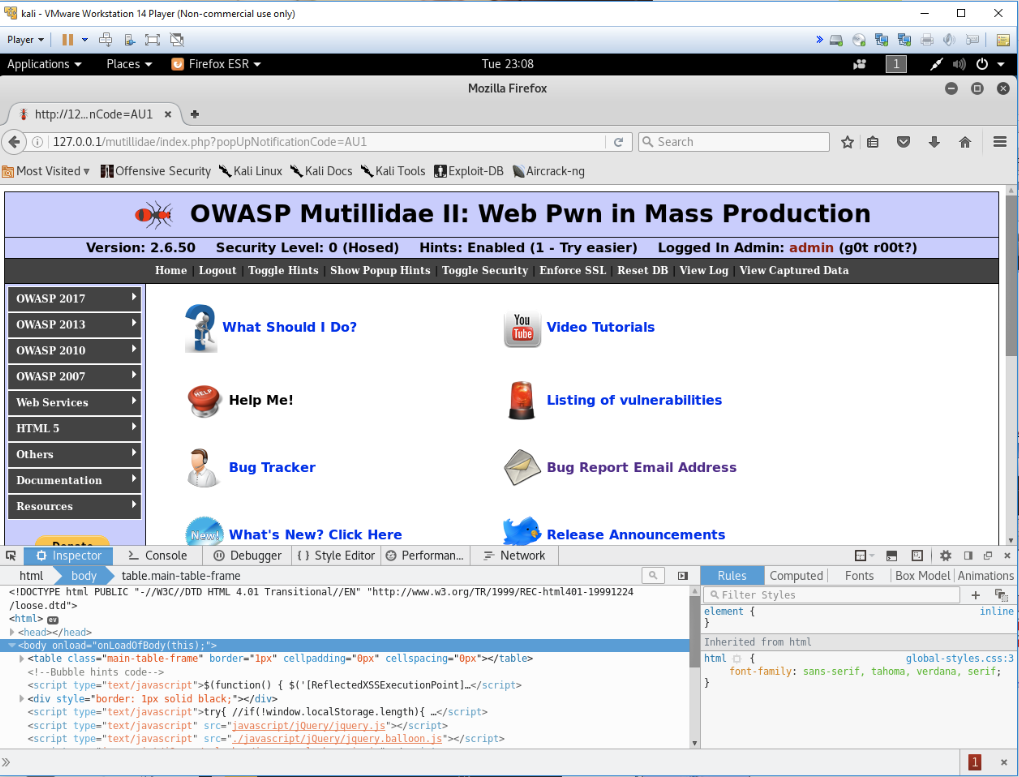 kali - VMware Workstation 14 Player (Non-commercial use only)
Player
Applications Places Firefox ESR Tue 23:08 1
Mozilla Firefox
http://12...nCode=AU1
127.0.0.1/mutillidae/index.php?popUpNotificationCode=AU1 Search
Most Visited Offensive Security Kali Linux Kali Docs Kali Tools Exploit-DB Aircrack-ng
OWASP Mutillidae II: Web Pwn in Mass Production
Version: 2.6.50 Security Level: 0 (Hosed) Hints: Enabled (1 - Try easier) Logged In Admin: admin (g0t r00t?)
Home | Logout | Toggle Hints | Show Popup Hints | Toggle Security | Enforce SSL | Reset DB | View Log | View Captured Data
OWASP 2017
OWASP 2013
OWASP 2010
OWASP 2007
Web Services
HTML 5
Others
Documentation
Resources
Donate
What Should I Do?
You Tube
Video Tutorials
HELP
Help Me!
Listing of vulnerabilities
Bug Tracker
Bug Report Email Address
New!
What's New? Click Here
Release Announcements
Inspector Console Debugger Style Editor Performan... Network
html body table.main-table-frame
<!DOCTYPE html PUBLIC "-//W3C//DTD HTML 4.01 Transitional//EN" "http://www.w3.org/TR/1999/REC-html401-19991224
/loose.dtd">
<html> ev
<head></head>
<body onload="onLoadOfBody(this);">
<table class="main-table-frame" border="1px" cellpadding="0px" cellspacing="0px"></table>
<!--Bubble hints code-->
<script type="text/javascript">$(function() { $('[ReflectedXSSExecutionPoint]…</script>
<div style="border: 1px solid black;"></div>
<script type="text/javascript">try{ //if(!window.localStorage.length){ …</script>
<script type="text/javascript" src="javascript/jQuery/jquery.js"></script>
<script type="text/javascript" src="./javascript/jQuery/jquery.balloon.js"></script>
Rules Computed Fonts Box Model Animations
Filter Styles
element { inline
}
Inherited from html
html { global-styles.css:3
font-family: sans-serif, tahoma, verdana, serif;
}
» 1